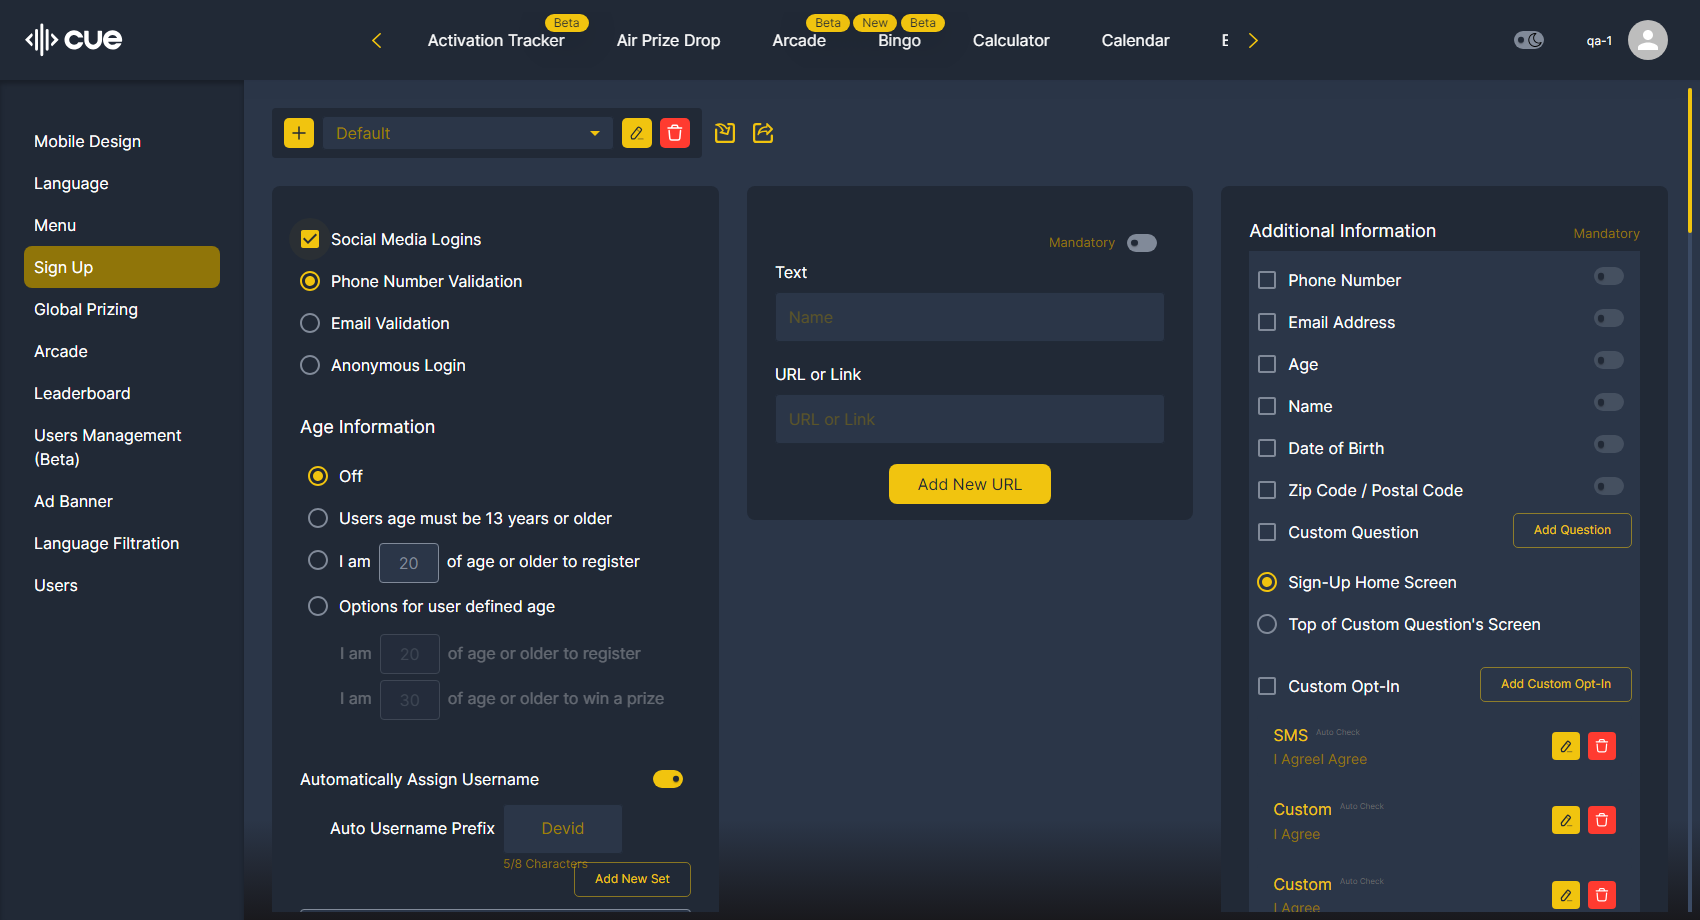 cue
Beta
Beta
New
Beta
Activation Tracker
Air Prize Drop
Arcade
Bingo
Calculator
Calendar
qa-1
Mobile Design
Language
Menu
Sign Up
Global Prizing
Arcade
Leaderboard
Users Management
(Beta)
Ad Banner
Language Filtration
Users
Default
Social Media Logins
Phone Number Validation
Email Validation
Anonymous Login
Age Information
Off
Users age must be 13 years or older
I am 20 of age or older to register
Options for user defined age
I am 20 of age or older to register
I am 30 of age or older to win a prize
Automatically Assign Username
Auto Username Prefix Devid
5/8 Characters
Add New Set
Mandatory
Text
Name
URL or Link
URL or Link
Add New URL
Additional Information
Mandatory
Phone Number
Email Address
Age
Name
Date of Birth
Zip Code / Postal Code
Custom Question
Add Question
Sign-Up Home Screen
Top of Custom Question's Screen
Custom Opt-In
Add Custom Opt-In
SMS Auto Check
I AgreeI Agree
Custom Auto Check
I Agree
Custom Auto Check
I Agree